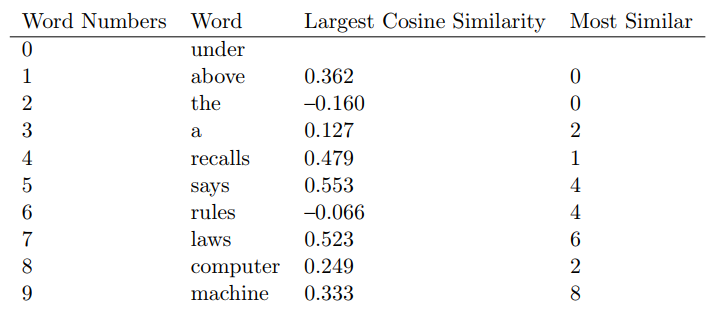 Word Numbers Word Largest Cosine Similarity Most Similar
0 under
1 above 0.362 0
2 the –0.160 0
3 a 0.127 2
4 recalls 0.479 1
5 says 0.553 4
6 rules –0.066 4
7 laws 0.523 6
8 computer 0.249 2
9 machine 0.333 8